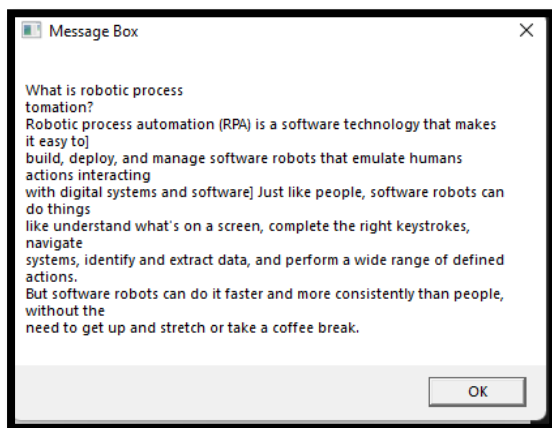 Message Box
What is robotic process
tomation?
Robotic process automation (RPA) is a software technology that makes
it easy to]
build, deploy, and manage software robots that emulate humans
actions interacting
with digital systems and software] Just like people, software robots can
do things
like understand what's on a screen, complete the right keystrokes,
navigate
systems, identify and extract data, and perform a wide range of defined
actions.
But software robots can do it faster and more consistently than people,
without the
need to get up and stretch or take a coffee break.
OK